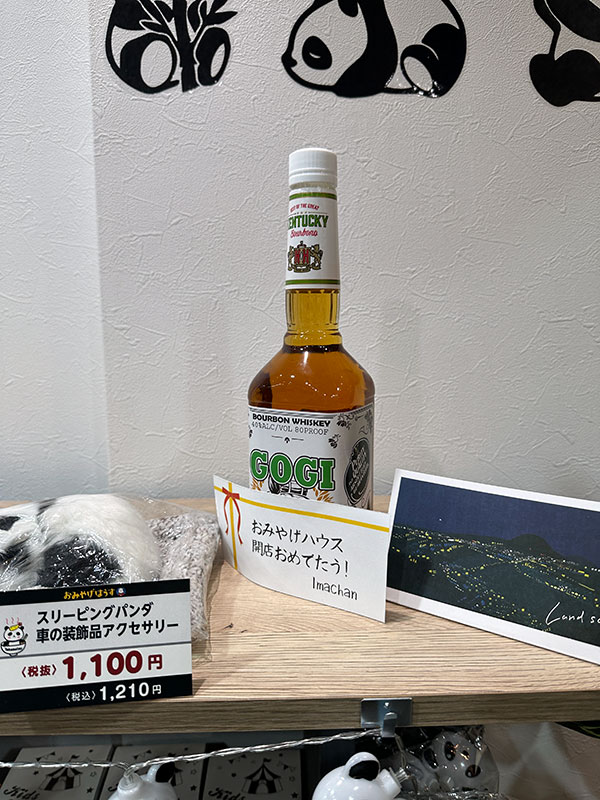 KENTUCKY
Bourbons
BOURBON WHISKEY
40%ALC/VOL 80PROOF
GOGI
おみやげハウス
開店おめでたう!
Imachan
Land
おみやげはうす
スリーピングパンダ
車の装飾品アクセサリー
〈税抜〉1,100円
〈税込〉1,210円
Kids